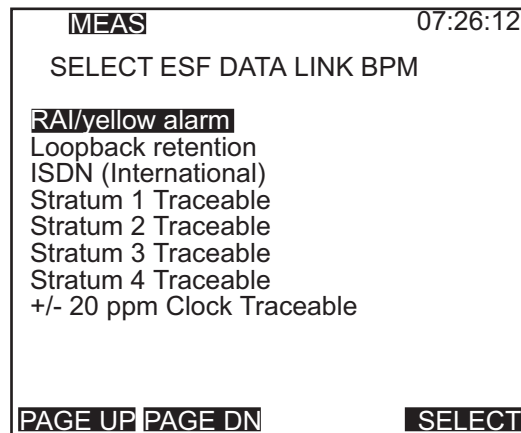 MEAS 07:26:12
SELECT ESF DATA LINK BPM
RAI/yellow alarm
Loopback retention
ISDN (International)
Stratum 1 Traceable
Stratum 2 Traceable
Stratum 3 Traceable
Stratum 4 Traceable
+/- 20 ppm Clock Traceable
PAGE UP PAGE DN SELECT